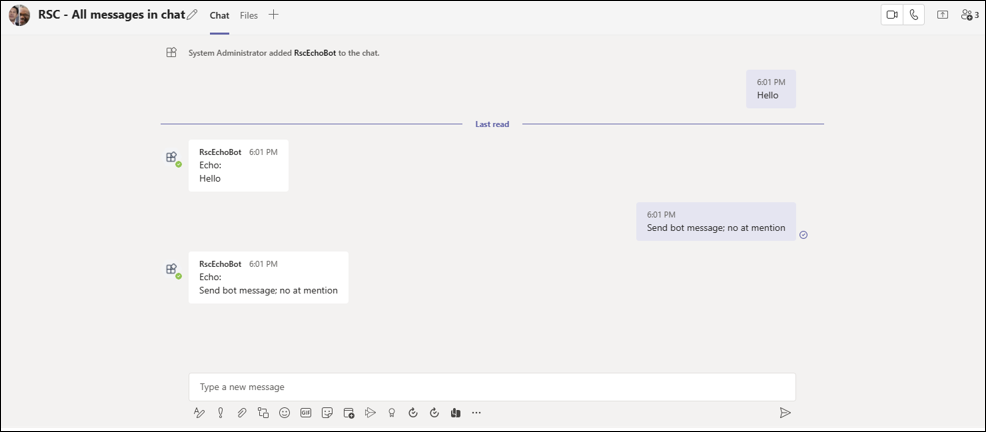 RSC - All messages in chat
Chat
Files
3
System Administrator added RscEchoBot to the chat.
6:01 PM
Hello
Last read
RscEchoBot 6:01 PM
Echo:
Hello
6:01 PM
Send bot message; no at mention
RscEchoBot 6:01 PM
Echo:
Send bot message; no at mention
Type a new message
GIF